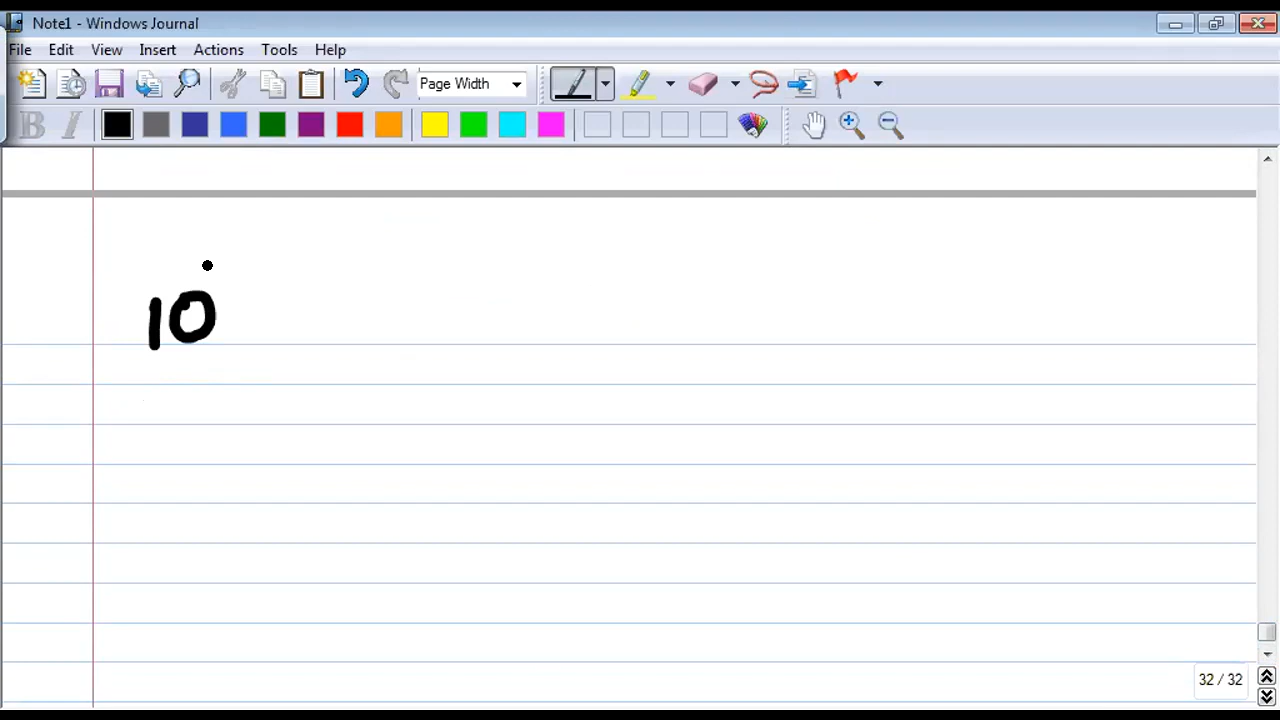 Note1 - Windows Journal
File Edit View Insert Actions Tools Help
Page Width
B I
10
32 / 32